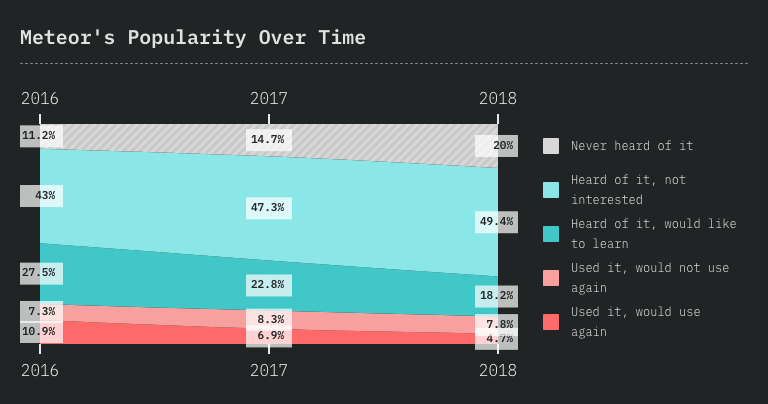 Meteor's Popularity Over Time
2016 2017 2018
11.2% 14.7% 20%
43% 47.3% 49.4%
27.5% 22.8% 18.2%
7.3% 8.3% 7.8%
10.9% 6.9% 4.7%
2016 2017 2018
Never heard of it
Heard of it, not
interested
Heard of it, would like
to learn
Used it, would not use
again
Used it, would use
again